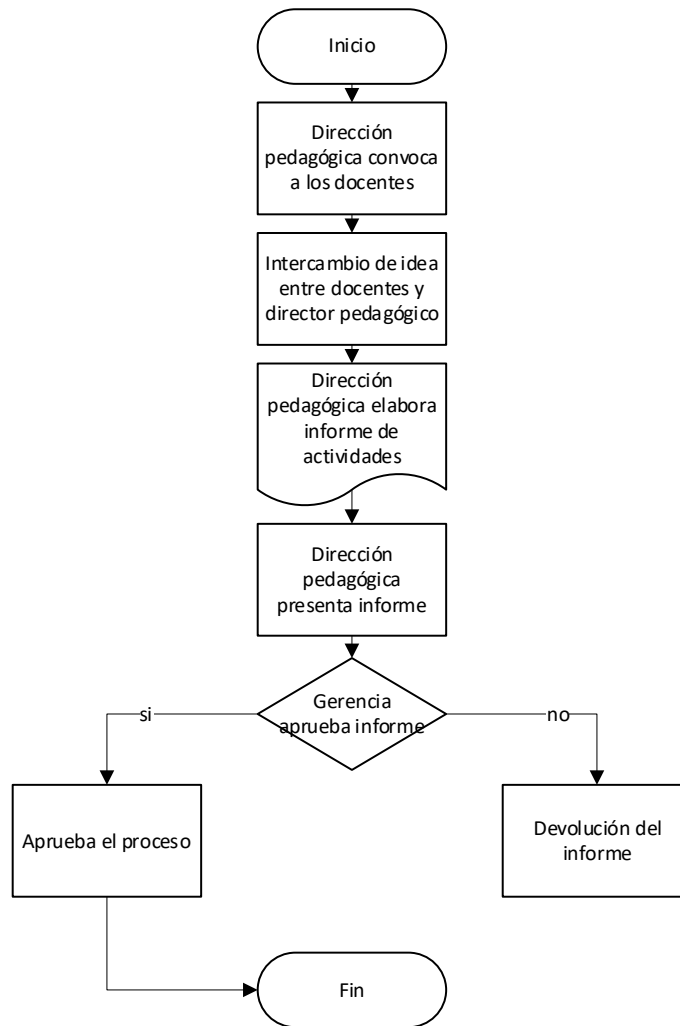 Inicio
Dirección
pedagógica convoca
a los docentes
Intercambio de idea
entre docentes y
director pedagógico
Dirección
pedagógica elabora
informe de
actividades
Dirección
pedagógica
presenta informe
Gerencia
aprueba informe
si
no
Aprueba el proceso
Devolución del
informe
Fin